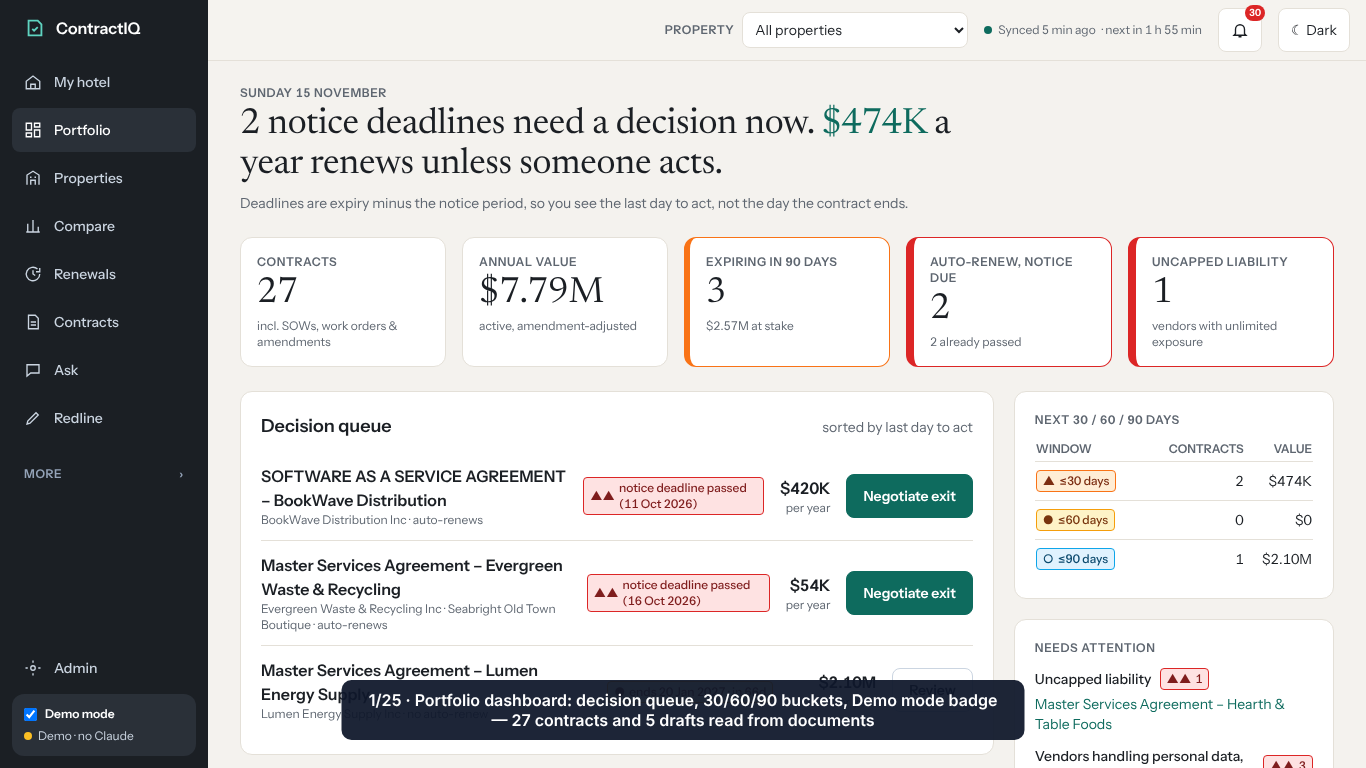 ContractIQ
My hotel
Portfolio
Properties
Compare
Renewals
Contracts
Ask
Redline
MORE
Admin
Demo mode
Demo · no Claude
PROPERTY
All properties
Synced 5 min ago · next in 1 h 55 min
30
Dark
SUNDAY 15 NOVEMBER
2 notice deadlines need a decision now. $474K a
year renews unless someone acts.
Deadlines are expiry minus the notice period, so you see the last day to act, not the day the contract ends.
CONTRACTS
27
incl. SOWs, work orders &
amendments
ANNUAL VALUE
$7.79M
active, amendment-adjusted
EXPIRING IN 90 DAYS
3
$2.57M at stake
AUTO-RENEW, NOTICE
DUE
2
2 already passed
UNCAPPED LIABILITY
1
vendors with unlimited
exposure
Decision queue
sorted by last day to act
SOFTWARE AS A SERVICE AGREEMENT
– BookWave Distribution
BookWave Distribution Inc · auto-renews
notice deadline passed
(11 Oct 2026)
$420K
per year
Negotiate exit
Master Services Agreement – Evergreen
Waste & Recycling
Evergreen Waste & Recycling Inc · Seabright Old Town
Boutique · auto-renews
notice deadline passed
(16 Oct 2026)
$54K
per year
Negotiate exit
Master Services Agreement – Lumen
Energy Supply
Lumen Energy Supply Inc · no auto-renew
$2.10M
Review
NEXT 30 / 60 / 90 DAYS
WINDOW CONTRACTS VALUE
≤30 days 2 $474K
≤60 days 0 $0
≤90 days 1 $2.10M
NEEDS ATTENTION
Uncapped liability 1
Master Services Agreement – Hearth &
Table Foods
Vendors handling personal data,
3
1/25 · Portfolio dashboard: decision queue, 30/60/90 buckets, Demo mode badge
— 27 contracts and 5 drafts read from documents